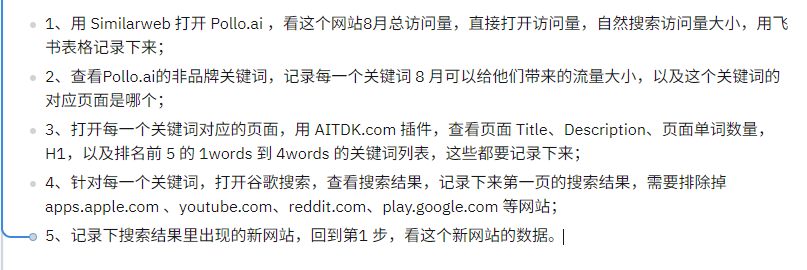 1、用 Similarweb 打开 Pollo.ai ，看这个网站8月总访问量，直接打开访问量，自然搜索访问量大小，用飞
书表格记录下来；
2、查看Pollo.ai的非品牌关键词，记录每一个关键词 8 月可以给他们带来的流量大小，以及这个关键词的
对应页面是哪个；
3、打开每一个关键词对应的页面，用 AITDK.com 插件，查看页面 Title、Description、页面单词数量，
H1，以及排名前 5 的 1words 到 4words 的关键词列表，这些都要记录下来；
4、针对每一个关键词，打开谷歌搜索，查看搜索结果，记录下来第一页的搜索结果，需要排除掉
apps.apple.com 、youtube.com、reddit.com、play.google.com 等网站；
5、记录下搜索结果里出现的新网站，回到第1 步，看这个新网站的数据。